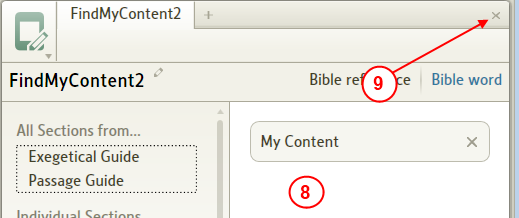 FindMyContent2 + ×
9
FindMyContent2 Bible reference Bible word
All Sections from...
Exegetical Guide
Passage Guide
My Content ×
8
Individual Sections